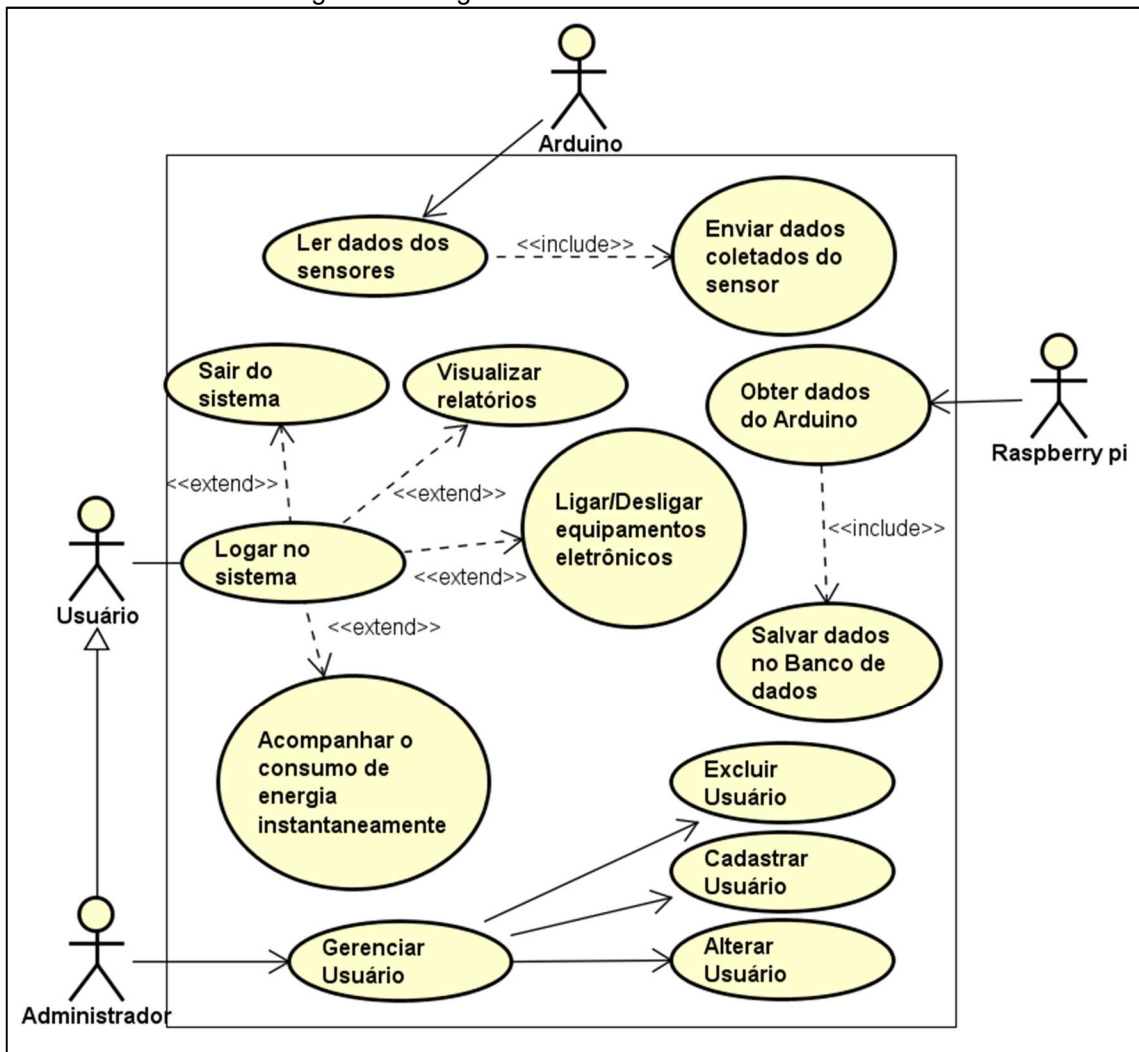 Arduino
Ler dados dos
sensores
<<include>>
Enviar dados
coletados do
sensor
Sair do
sistema
Visualizar
relatórios
Obter dados
do Arduino
Raspberry pi
<<extend>>
<<extend>>
Ligar/Desligar
equipamentos
eletrônicos
<<include>>
Usuário
Logar no
sistema
<<extend>>
<<extend>>
Salvar dados
no Banco de
dados
Acompanhar o
consumo de
energia
instantaneamente
Excluir
Usuário
Cadastrar
Usuário
Administrador
Gerenciar
Usuário
Alterar
Usuário